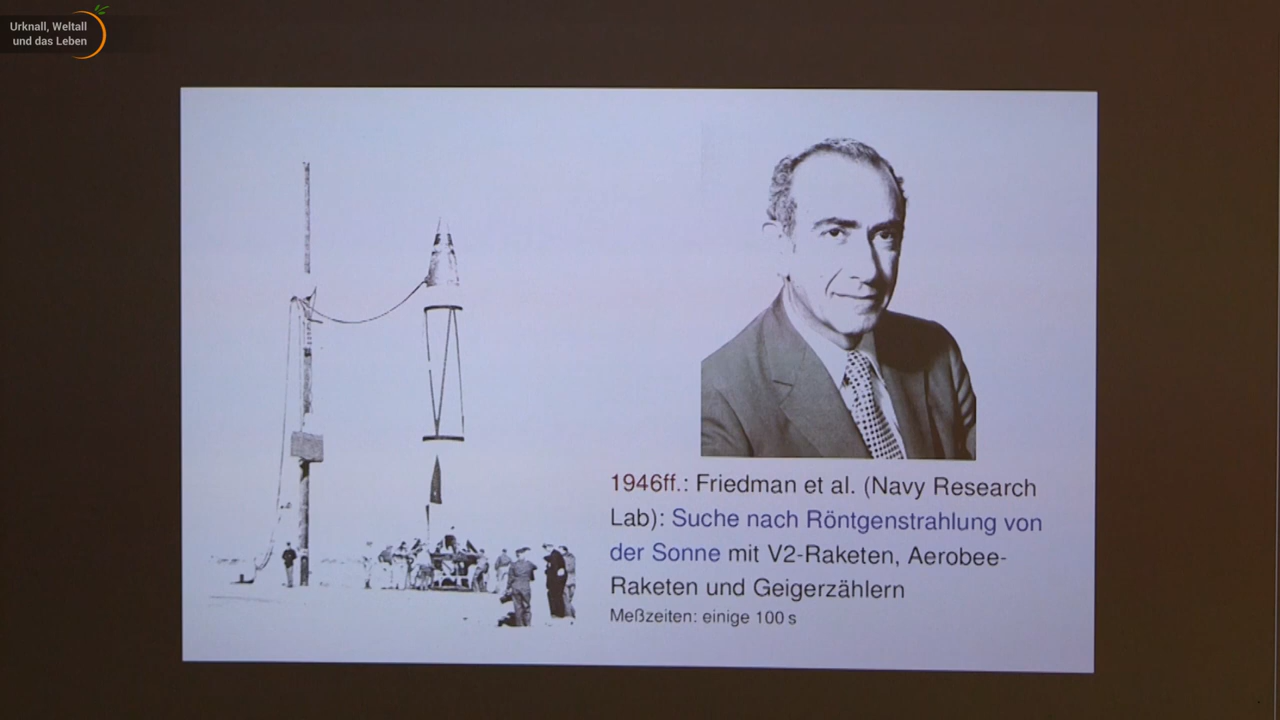 Urknall, Weltall
und das Leben
1946ff.: Friedman et al. (Navy Research
Lab): Suche nach Röntgenstrahlung von
der Sonne mit V2-Raketen, Aerobee-
Raketen und Geigerzählern
Meßzeiten: einige 100 s